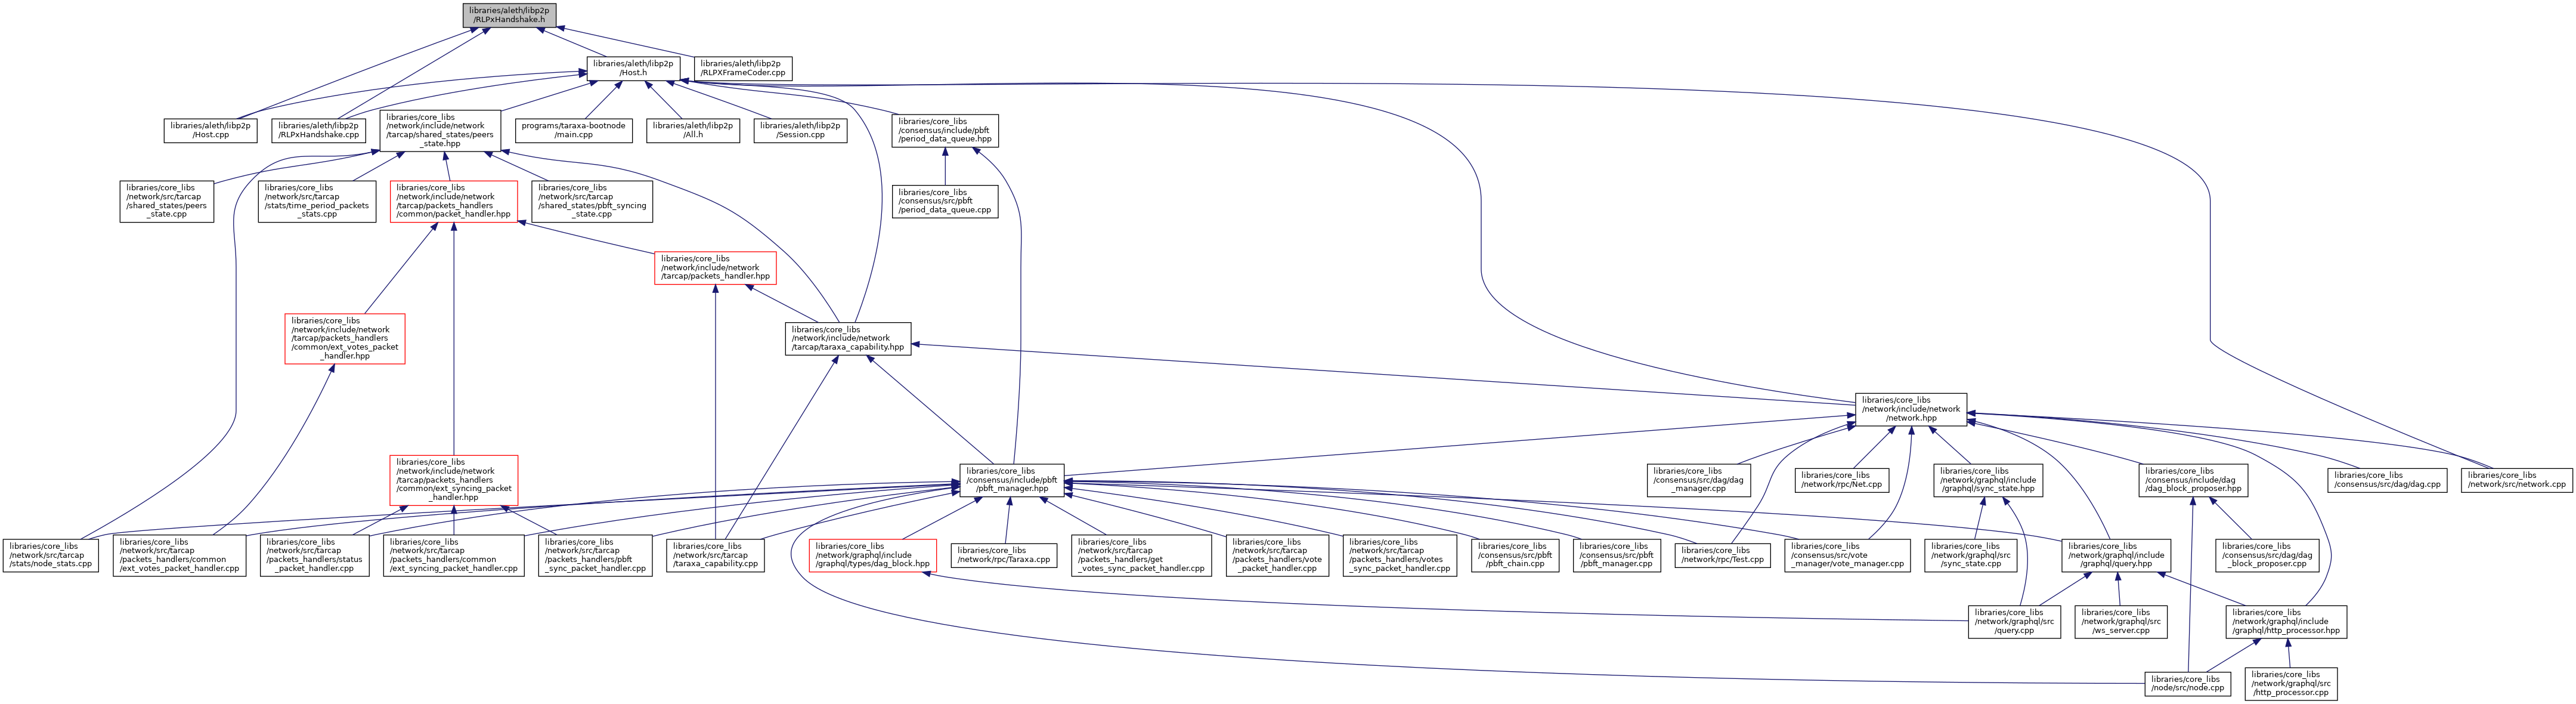 libraries/aleth/libp2p
/RLPxHandshake.h
libraries/aleth/libp2p
/Host.h
libraries/aleth/libp2p
/RLPXFrameCoder.cpp
libraries/aleth/libp2p
/Host.cpp
libraries/aleth/libp2p
/RLPxHandshake.cpp
libraries/core_libs
/network/include/network
/tarcap/shared_states/peers
_state.hpp
programs/taraxa-bootnode
/main.cpp
libraries/aleth/libp2p
/All.h
libraries/aleth/libp2p
/Session.cpp
libraries/core_libs
/consensus/include/pbft
/period_data_queue.hpp
libraries/core_libs
/network/src/tarcap
/shared_states/peers
_state.cpp
libraries/core_libs
/network/src/tarcap
/stats/time_period_packets
_stats.cpp
libraries/core_libs
/network/include/network
/tarcap/packets_handlers
/common/packet_handler.hpp
libraries/core_libs
/network/src/tarcap
/shared_states/pbft_syncing
_state.cpp
libraries/core_libs
/consensus/src/pbft
/period_data_queue.cpp
libraries/core_libs
/network/include/network
/tarcap/packets_handler.hpp
libraries/core_libs
/network/include/network
/tarcap/packets_handlers
/common/ext_votes_packet
_handler.hpp
libraries/core_libs
/network/include/network
/tarcap/taraxa_capability.hpp
libraries/core_libs
/network/include/network
/network.hpp
libraries/core_libs
/network/include/network
/tarcap/packets_handlers
/common/ext_syncing_packet
_handler.hpp
libraries/core_libs
/consensus/include/pbft
/pbft_manager.hpp
libraries/core_libs
/consensus/src/dag/dag
_manager.cpp
libraries/core_libs
/network/rpc/Net.cpp
libraries/core_libs
/network/graphql/include
/graphql/sync_state.hpp
libraries/core_libs
/consensus/include/dag
/dag_block_proposer.hpp
libraries/core_libs
/consensus/src/dag/dag.cpp
libraries/core_libs
/network/src/network.cpp
libraries/core_libs
/network/src/tarcap
/stats/node_stats.cpp
libraries/core_libs
/network/src/tarcap
/packets_handlers/common
/ext_votes_packet_handler.cpp
libraries/core_libs
/network/src/tarcap
/packets_handlers/status
_packet_handler.cpp
libraries/core_libs
/network/src/tarcap
/packets_handlers/common
/ext_syncing_packet_handler.cpp
libraries/core_libs
/network/src/tarcap
/packets_handlers/pbft
_sync_packet_handler.cpp
libraries/core_libs
/network/src/tarcap
/taraxa_capability.cpp
libraries/core_libs
/network/graphql/include
/graphql/types/dag_block.hpp
libraries/core_libs
/network/rpc/Taraxa.cpp
libraries/core_libs
/network/src/tarcap
/packets_handlers/get
_votes_sync_packet_handler.cpp
libraries/core_libs
/network/src/tarcap
/packets_handlers/vote
_packet_handler.cpp
libraries/core_libs
/network/src/tarcap
/packets_handlers/votes
_sync_packet_handler.cpp
libraries/core_libs
/consensus/src/pbft
/pbft_chain.cpp
libraries/core_libs
/consensus/src/pbft
/pbft_manager.cpp
libraries/core_libs
/network/rpc/Test.cpp
libraries/core_libs
/consensus/src/vote
_manager/vote_manager.cpp
libraries/core_libs
/network/graphql/src
/sync_state.cpp
libraries/core_libs
/network/graphql/include
/graphql/query.hpp
libraries/core_libs
/consensus/src/dag/dag
_block_proposer.cpp
libraries/core_libs
/network/graphql/src
/query.cpp
libraries/core_libs
/network/graphql/src
/ws_server.cpp
libraries/core_libs
/network/graphql/include
/graphql/http_processor.hpp
libraries/core_libs
/node/src/node.cpp
libraries/core_libs
/network/graphql/src
/http_processor.cpp